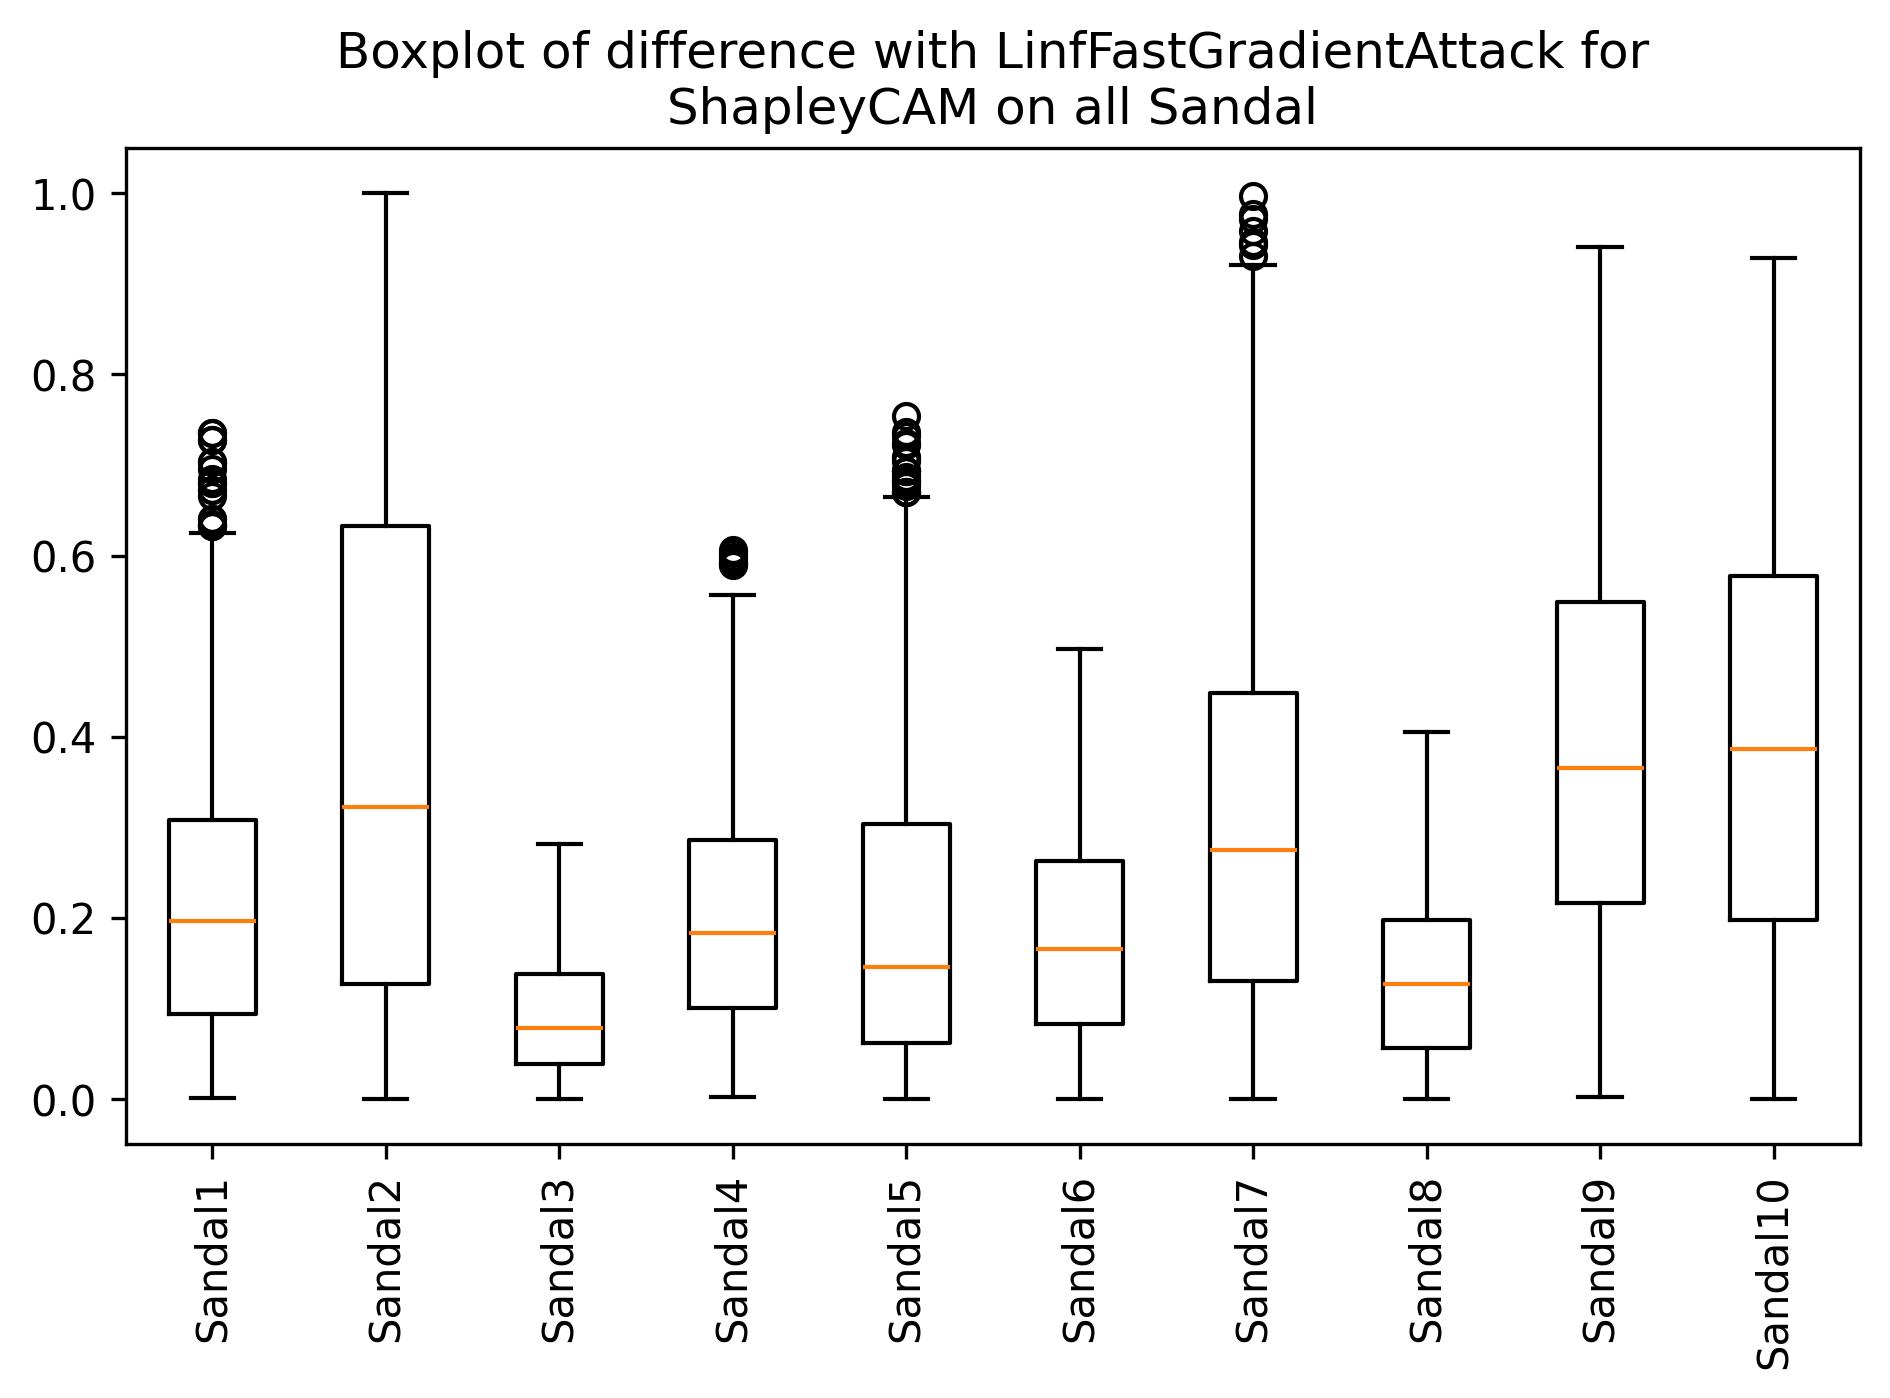 Boxplot of difference with LinfFastGradientAttack for
ShapleyCAM on all Sandal
1.0
0.8
0.6
0.4
0.2
0.0
Sandal1
Sandal2
Sandal3
Sandal4
Sandal5
Sandal6
Sandal7
Sandal8
Sandal9
Sandal10